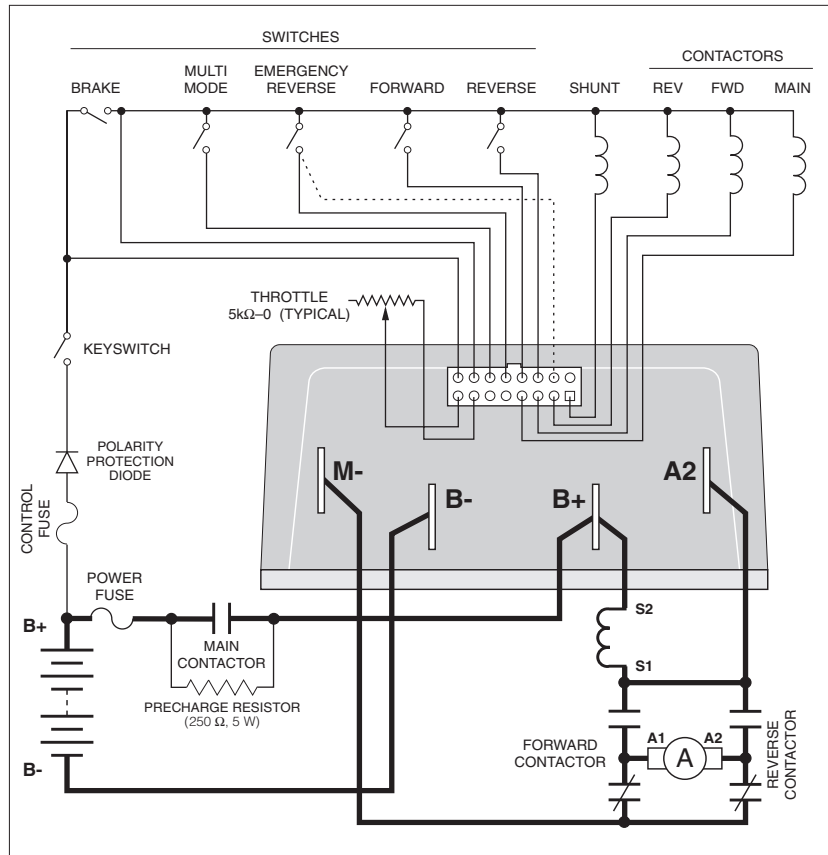 SWITCHES
CONTACTORS
BRAKE
MULTI
MODE
EMERGENCY
REVERSE
FORWARD
REVERSE
SHUNT
REV
FWD
MAIN
THROTTLE
5kΩ–0 (TYPICAL)
KEYSWITCH
POLARITY
PROTECTION
DIODE
CONTROL
FUSE
M-
B-
B+
A2
POWER
FUSE
B+
MAIN
CONTACTOR
PRECHARGE RESISTOR
(250 Ω, 5 W)
B-
S2
S1
FORWARD
CONTACTOR
A1
A
A2
REVERSE
CONTACTOR